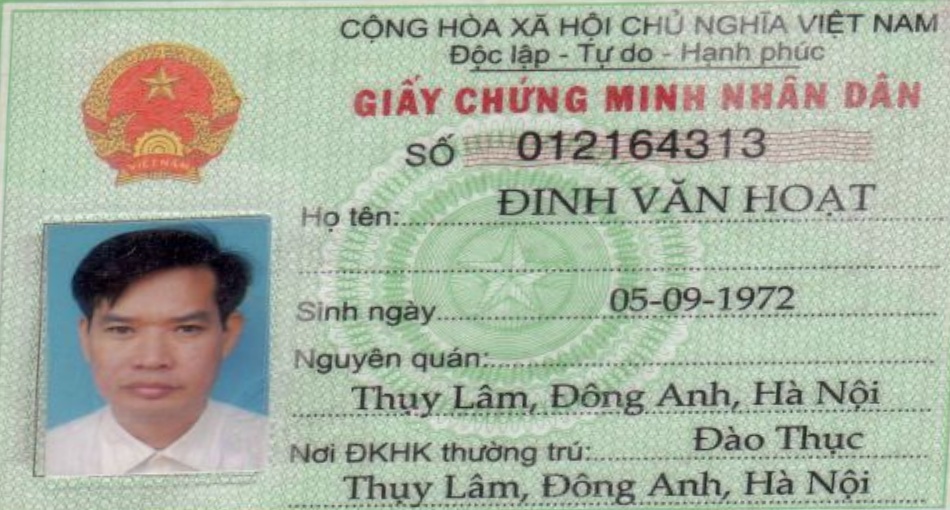 CỘNG HÒA XÃ HỘI CHỦ NGHĨA VIỆT NAM
Độc lập - Tự do - Hạnh phúc
GIẤY CHỨNG MINH NHÂN DÂN
SỐ 012164313
Họ tên: ĐINH VĂN HOẠT
Sinh ngày 05-09-1972
Nguyên quán:
Thụy Lâm, Đông Anh, Hà Nội
Nơi ĐKHK thường trú: Đào Thục
Thụy Lâm, Đông Anh, Hà Nội
VIỆT NAM